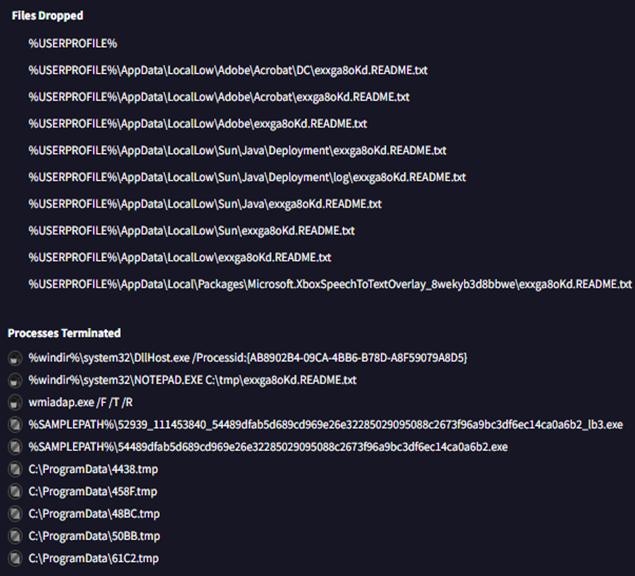 Files Dropped
%USERPROFILE%
%USERPROFILE%\AppData\LocalLow\Adobe\Acrobat\DC\exxga8oKd.README.txt
%USERPROFILE%\AppData\LocalLow\Adobe\Acrobat\exxga8oKd.README.txt
%USERPROFILE%\AppData\LocalLow\Adobe\exxga8oKd.README.txt
%USERPROFILE%\AppData\LocalLow\Sun\Java\Deployment\exxga8oKd.README.txt
%USERPROFILE%\AppData\LocalLow\Sun\Java\Deployment\log\exxga8oKd.README.txt
%USERPROFILE%\AppData\LocalLow\Sun\Java\exxga8oKd.README.txt
%USERPROFILE%\AppData\LocalLow\Sun\exxga8oKd.README.txt
%USERPROFILE%\AppData\LocalLow\exxga8oKd.README.txt
%USERPROFILE%\AppData\Local\Packages\Microsoft.XboxSpeechToTextOverlay_8wekyb3d8bbwe\exxga8oKd.README.txt
Processes Terminated
%windir%\system32\DllHost.exe /Processid:{AB8902B4-09CA-4BB6-B78D-A8F59079A8D5}
%windir%\system32\NOTEPAD.EXE C:\tmp\exxga8oKd.README.txt
wmiadap.exe /F /T /R
%SAMPLEPATH%\52939_111453840_54489dfab5d689cd969e26e32285029095088c2673f96a9bc3df6ec14ca0a6b2_lb3.exe
%SAMPLEPATH%\54489dfab5d689cd969e26e32285029095088c2673f96a9bc3df6ec14ca0a6b2.exe
C:\ProgramData\4438.tmp
C:\ProgramData\458F.tmp
C:\ProgramData\48BC.tmp
C:\ProgramData\50BB.tmp
C:\ProgramData\61C2.tmp